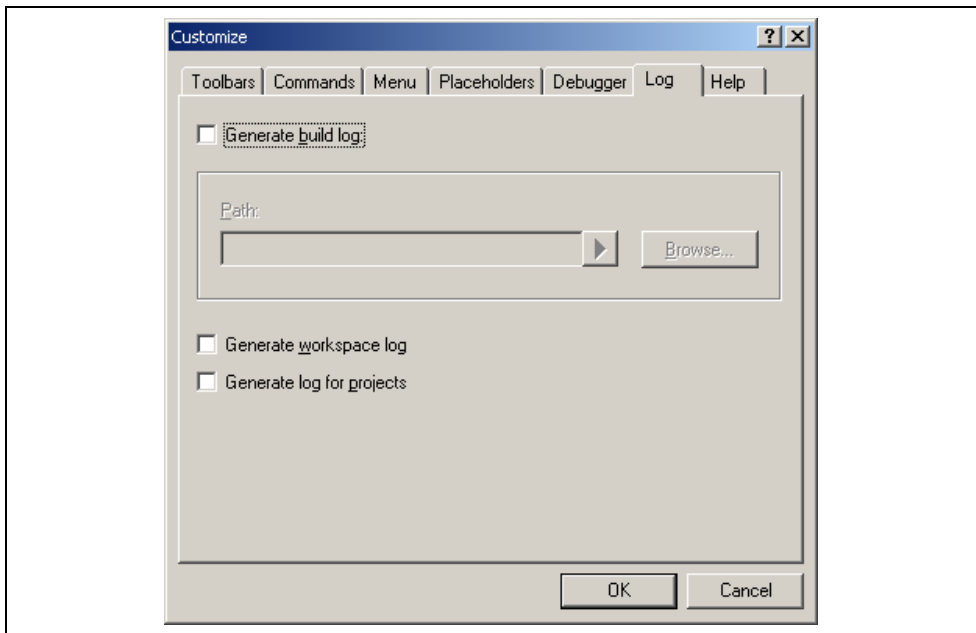 Customize
Toolbars Commands Menu Placeholders Debugger Log Help
Generate build log:
Path:
Browse...
Generate workspace log
Generate log for projects
OK Cancel